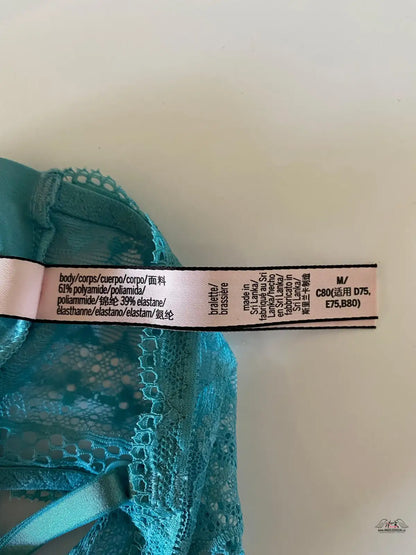 body/corps/cuerpo/corpo/面料
61% polyamide/poliamida/
poliammide/锦纶 39% elastane/
élasthanne/elastano/elastam/氨纶
bralette/
brassière
made in
Sri Lanka/
fabriqué au Sri
Lanka/hecho
en Sri Lanka/
fabricato in
Sri Lanka/
斯里兰卡制造
M/
C80(适用 D75,
E75,B80)